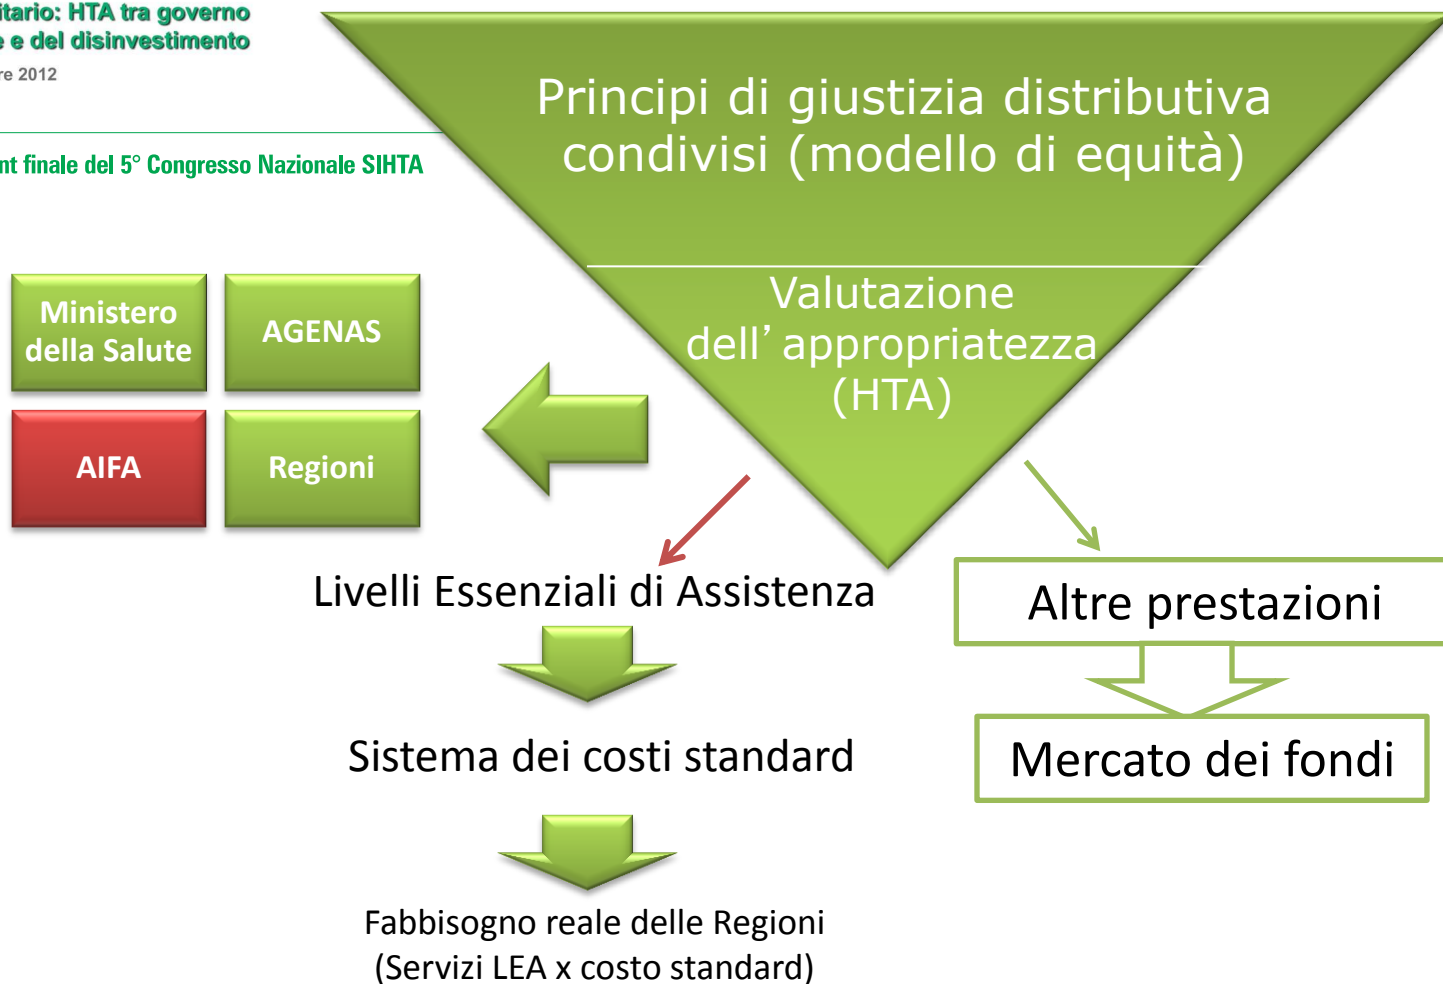 itario: HTA tra governo
e e del disinvestimento
re 2012
nt finale del 5° Congresso Nazionale SIHTA
Principi di giustizia distributiva
condivisi (modello di equità)
Valutazione
dell’appropriatezza
(HTA)
Ministero
della Salute
AGENAS
AIFA
Regioni
Livelli Essenziali di Assistenza
Altre prestazioni
Sistema dei costi standard
Mercato dei fondi
Fabbisogno reale delle Regioni
(Servizi LEA x costo standard)